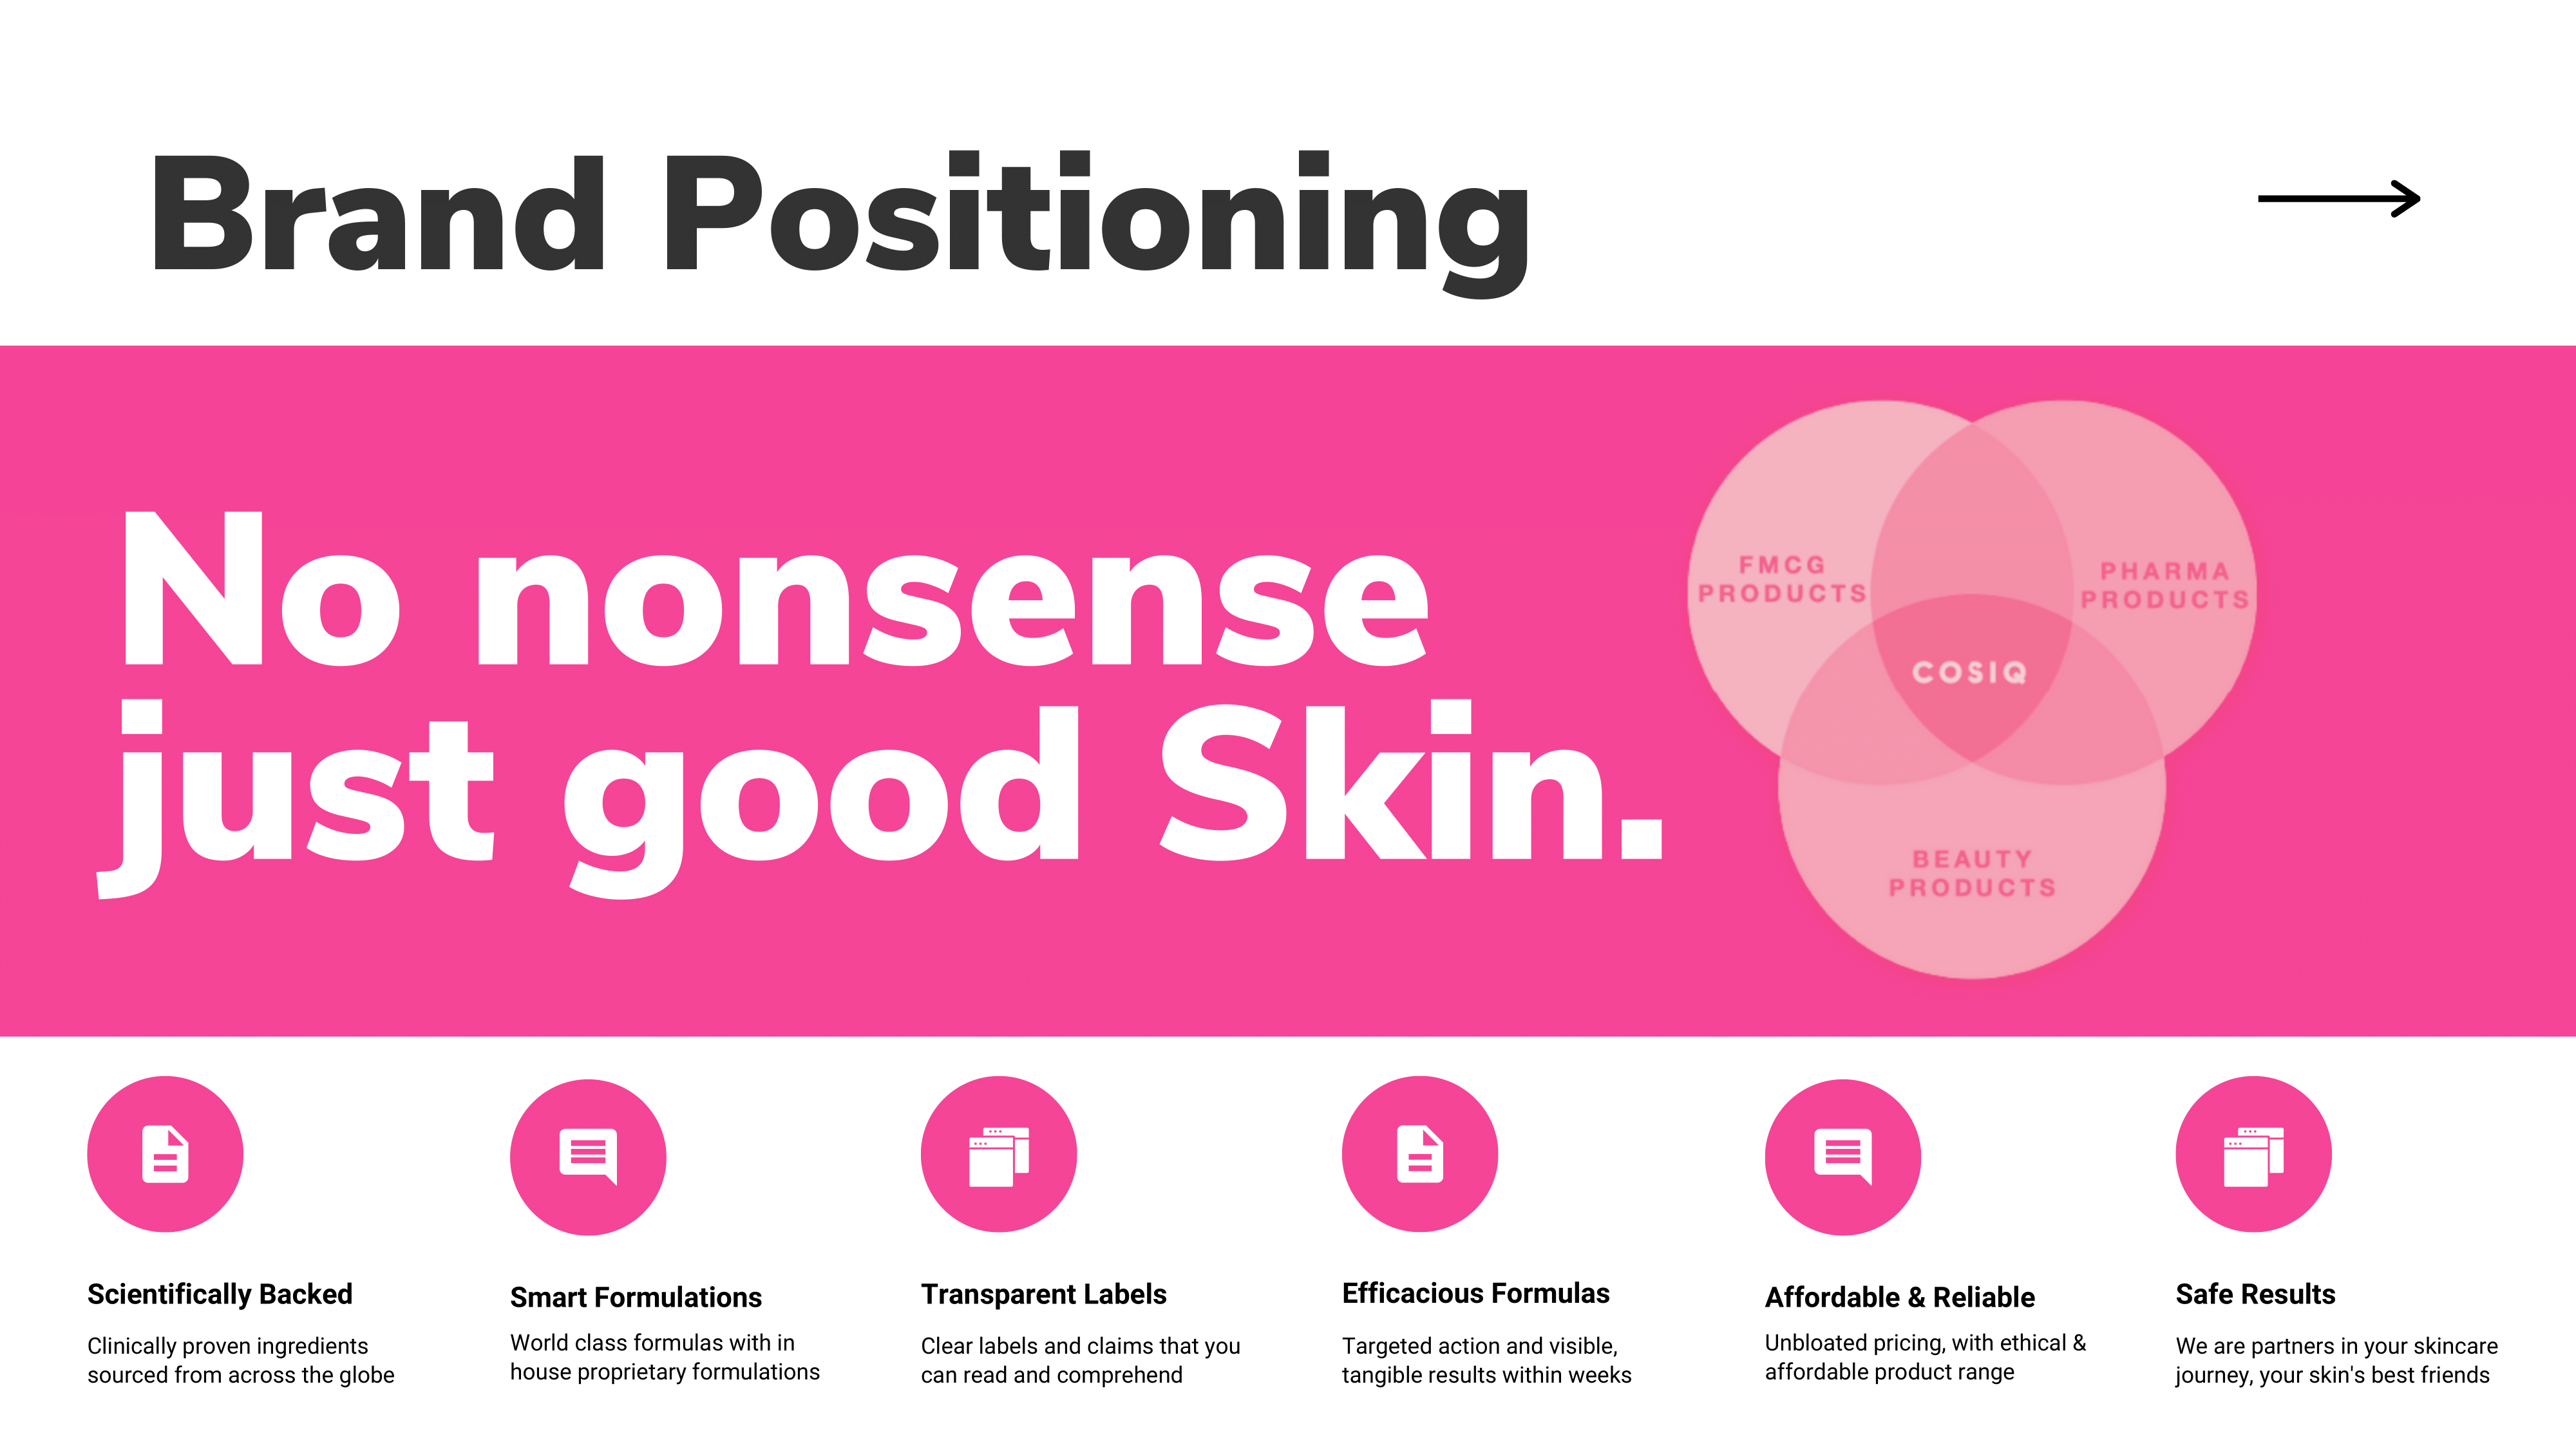 Brand Positioning
No nonsense
just good Skin.
FMCG
PRODUCTS
PHARMA
PRODUCTS
COSIQ
BEAUTY
PRODUCTS
Scientifically Backed
Clinically proven ingredients
sourced from across the globe
Smart Formulations
World class formulas with in
house proprietary formulations
Transparent Labels
Clear labels and claims that you
can read and comprehend
Efficacious Formulas
Targeted action and visible,
tangible results within weeks
Affordable & Reliable
Unbloated pricing, with ethical &
affordable product range
Safe Results
We are partners in your skincare
journey, your skin's best friends